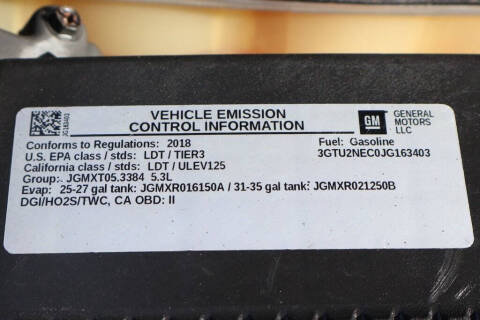 JG163403
VEHICLE EMISSION
CONTROL INFORMATION
GM
GENERAL
MOTORS
LLC
Conforms to Regulations: 2018
Fuel: Gasoline
U.S. EPA class / stds: LDT / TIER3
3GTU2NEC0JG163403
California class / stds: LDT / ULEV125
Group: JGMXT05.3384 5.3L
Evap: 25-27 gal tank: JGMXR016150A / 31-35 gal tank: JGMXR021250B
DGI/HO2S/TWC, CA OBD: II